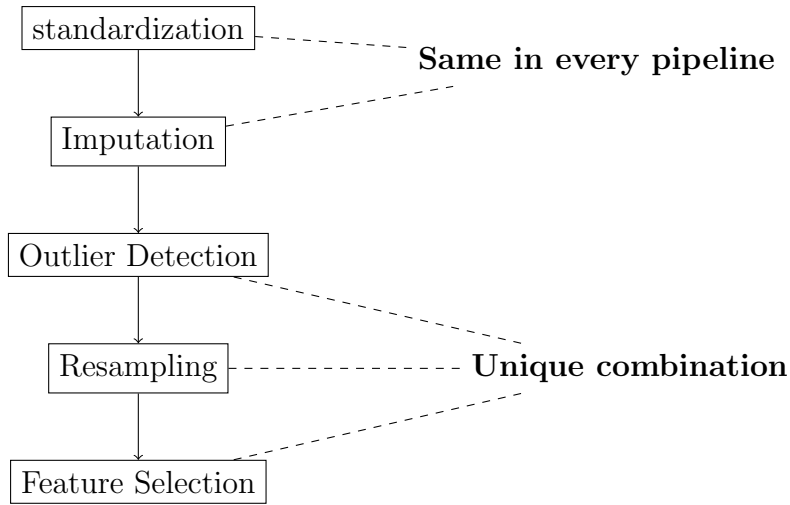 standardization
Same in every pipeline
Imputation
Outlier Detection
Resampling
Unique combination
Feature Selection